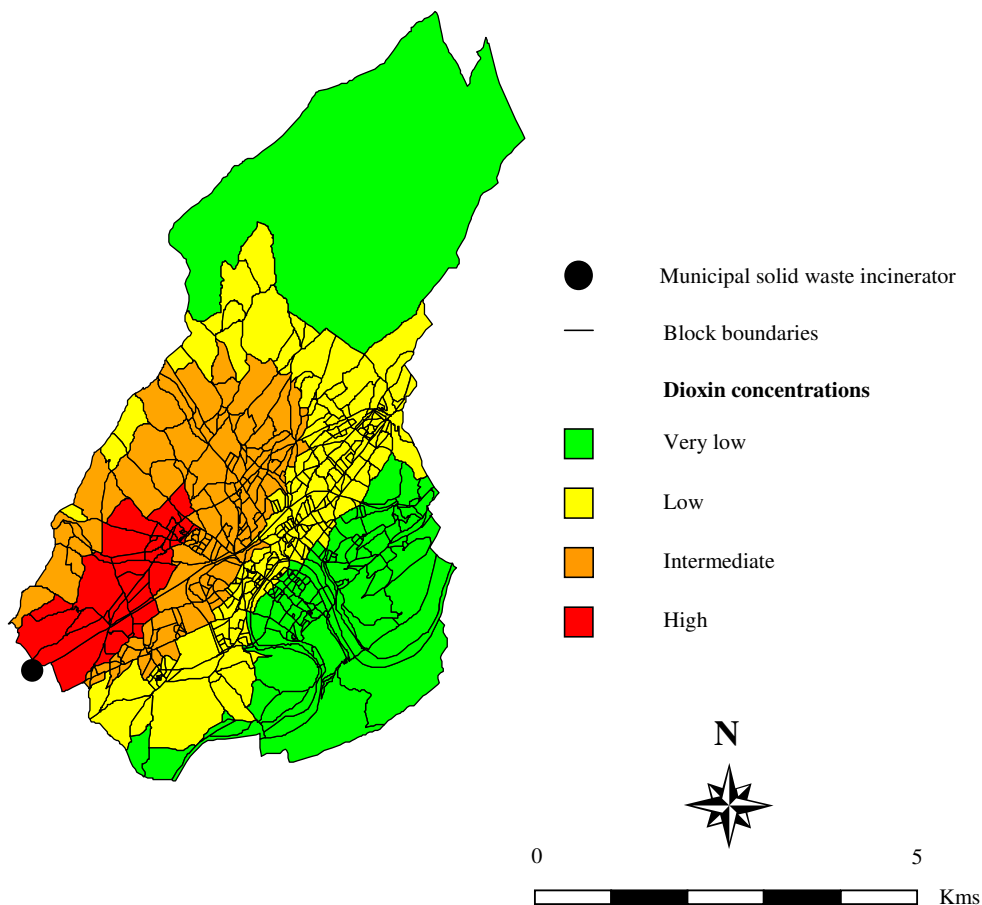 Municipal solid waste incinerator
Block boundaries
Dioxin concentrations
Very low
Low
Intermediate
High
N
0 5
Kms